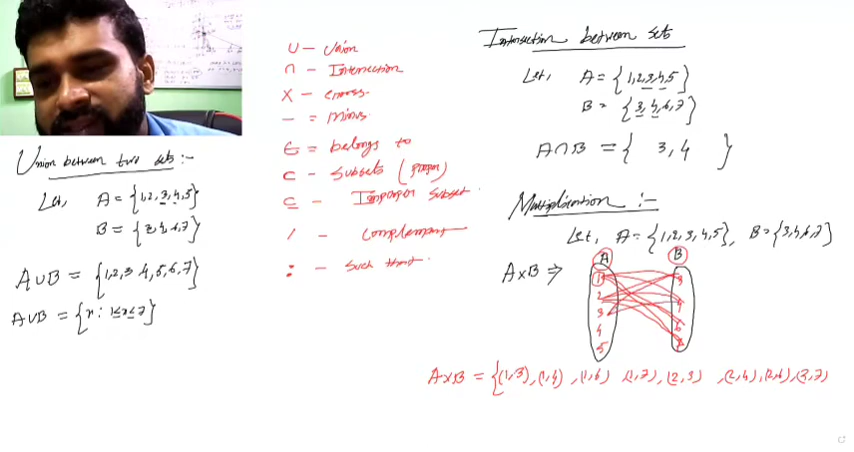 Union between two sets :-
Let, A = {1,2,3,4,5}
B = {3,4,6,7}
A∪B = {1,2,3 4,5,6,7}
A∪B = {x : 1≤x≤7}
∪ – Union
∩ – Intersection
X – cross
– = minus
∈ = belongs to
⊂ – Subsets (proper)
⊆ – Improper Subset
/ – Complement
: – Such that
Intersection between sets
Let, A = {1,2,3,4,5}
B = {3,4,6,7}
A∩B = { 3,4 }
Multiplication :-
Let, A = {1,2,3,4,5}, B = {3,4,6,7}
A×B ⇒
A B
1 3
2 4
3 6
4 7
5
A×B = {(1,3),(1,4),(1,6) (1,7),(2,3) ,(2,4),(2,6),(2,7)